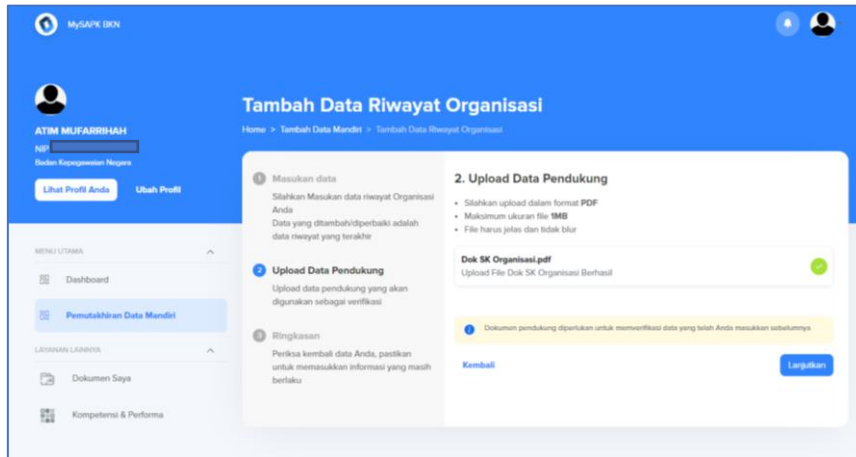 MySAPK BKN
ATIM MUFARRIHAH
NIP
Badan Kepegawaian Negara
Lihat Profil Anda
Ubah Profil
MENU UTAMA
Dashboard
Pemutakhiran Data Mandiri
LAYANAN LAINNYA
Dokumen Saya
Kompetensi & Performa
Tambah Data Riwayat Organisasi
Home > Tambah Data Mandiri > Tambah Data Riwayat Organisasi
1 Masukan data
Silahkan Masukan data riwayat Organisasi
Anda
Data yang ditambah/diperbaiki adalah
data riwayat yang terakhir
2 Upload Data Pendukung
Upload data pendukung yang akan
digunakan sebagai verifikasi
3 Ringkasan
Periksa kembali data Anda, pastikan
untuk memasukkan informasi yang masih
berlaku
2. Upload Data Pendukung
• Silahkan upload dalam format PDF
• Maksimum ukuran file 1MB
• File harus jelas dan tidak blur
Dok SK Organisasi.pdf
Upload File Dok SK Organisasi Berhasil
Dokumen pendukung diperlukan untuk memverifikasi data yang telah Anda masukkan sebelumnya
Kembali
Lanjutkan